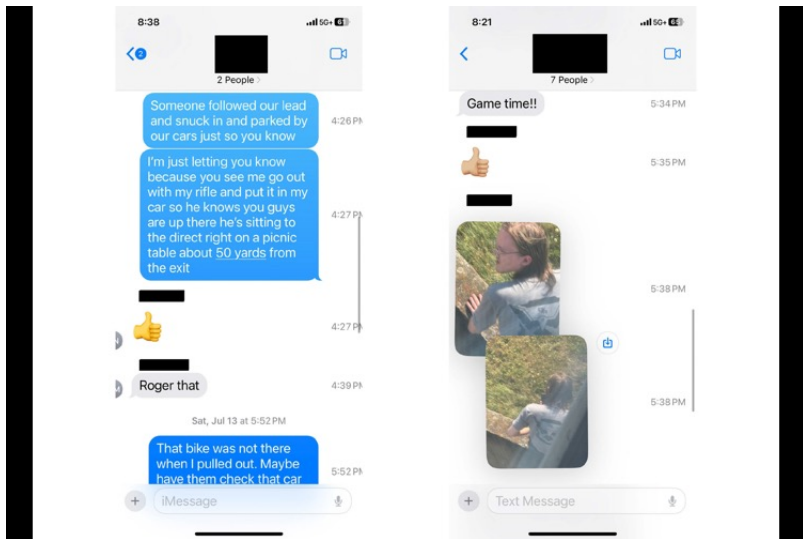 8:38
5G+ 63
2
2 People >
Someone followed our lead
and snuck in and parked by
our cars just so you know
4:26 PM
I'm just letting you know
because you see me go out
with my rifle and put it in my
car so he knows you guys
are up there he's sitting to
the direct right on a picnic
table about 50 yards from
the exit
4:27 PM
4:27 PM
Roger that
4:39 PM
Sat, Jul 13 at 5:52 PM
That bike was not there
when I pulled out. Maybe
have them check that car
5:52 PM
iMessage
8:21
5G+
7 People >
Game time!!
5:34 PM
5:35 PM
5:38 PM
5:38 PM
Text Message